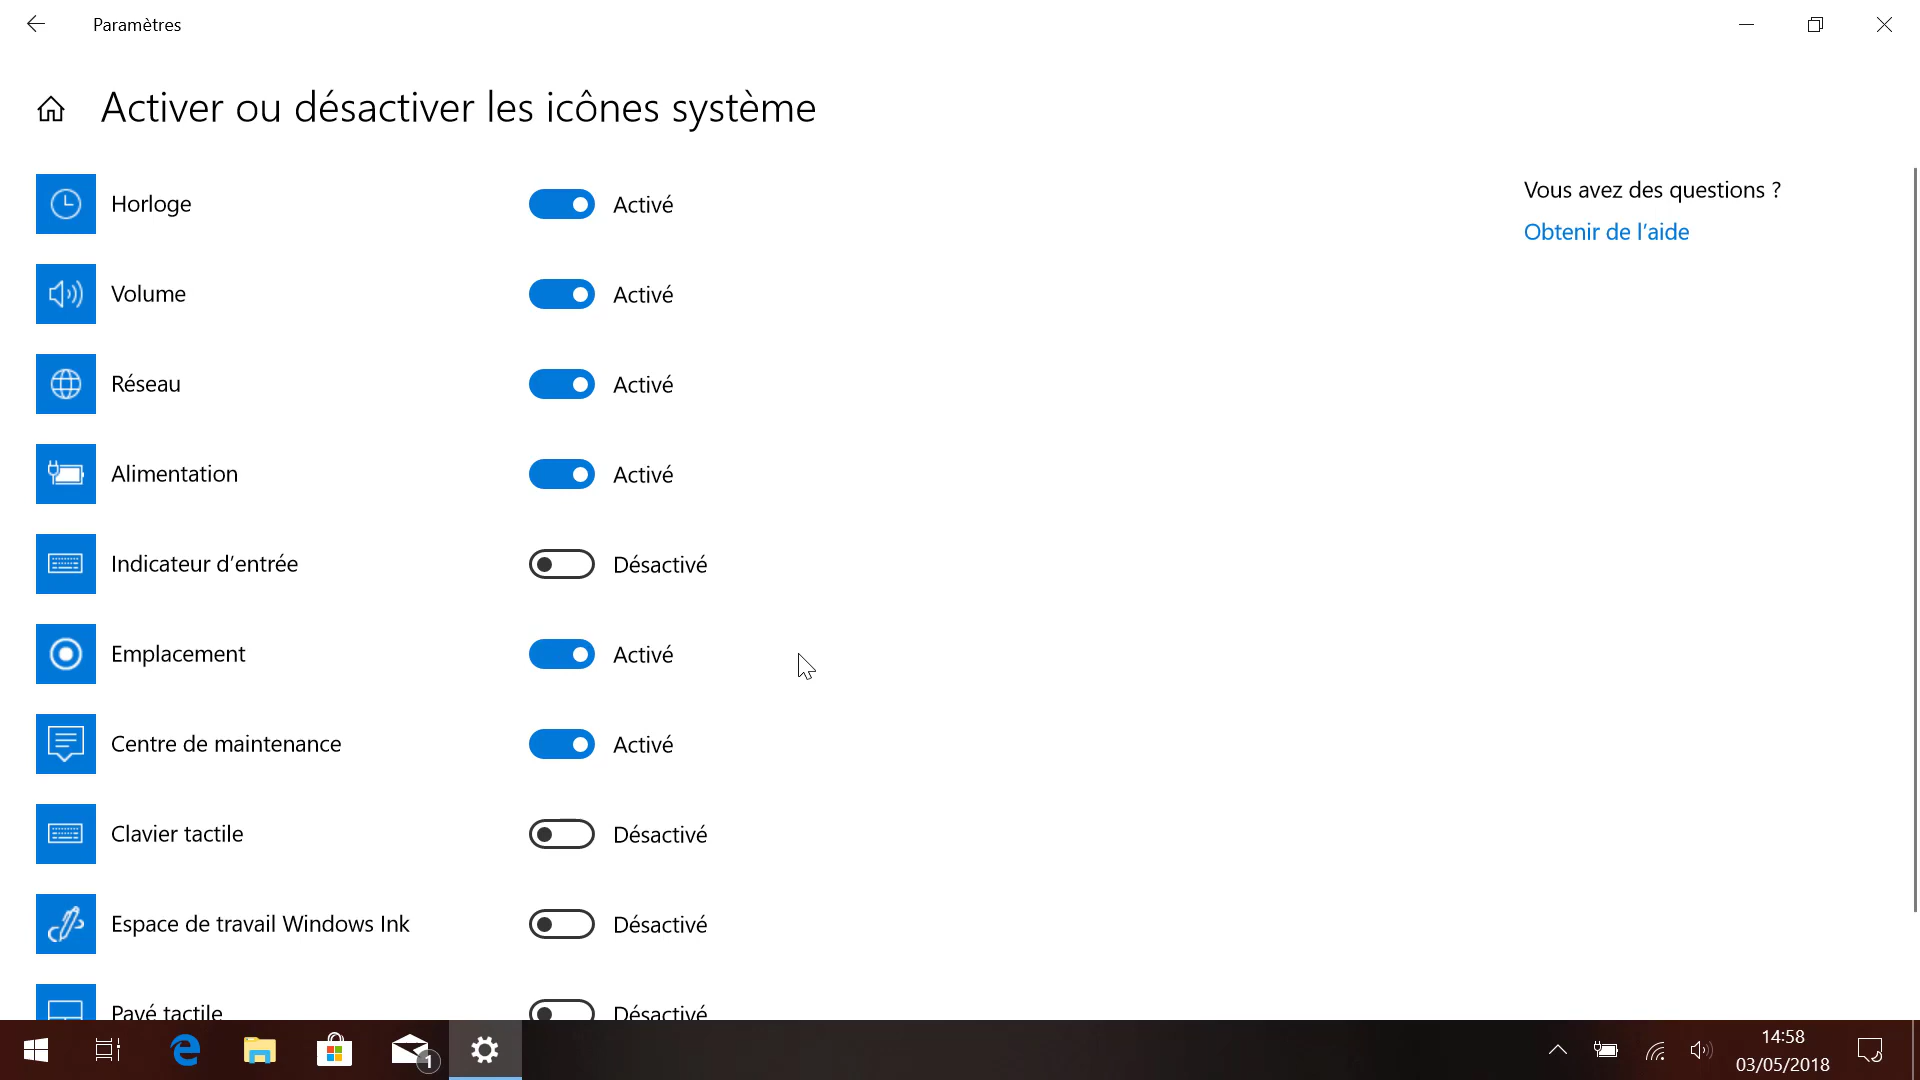 Paramètres
Activer ou désactiver les icônes système
Horloge Activé
Vous avez des questions ?
Obtenir de l'aide
Volume Activé
Réseau Activé
Alimentation Activé
Indicateur d'entrée Désactivé
Emplacement Activé
Centre de maintenance Activé
Clavier tactile Désactivé
Espace de travail Windows Ink Désactivé
Pavé tactile Désactivé
1
14:58
03/05/2018